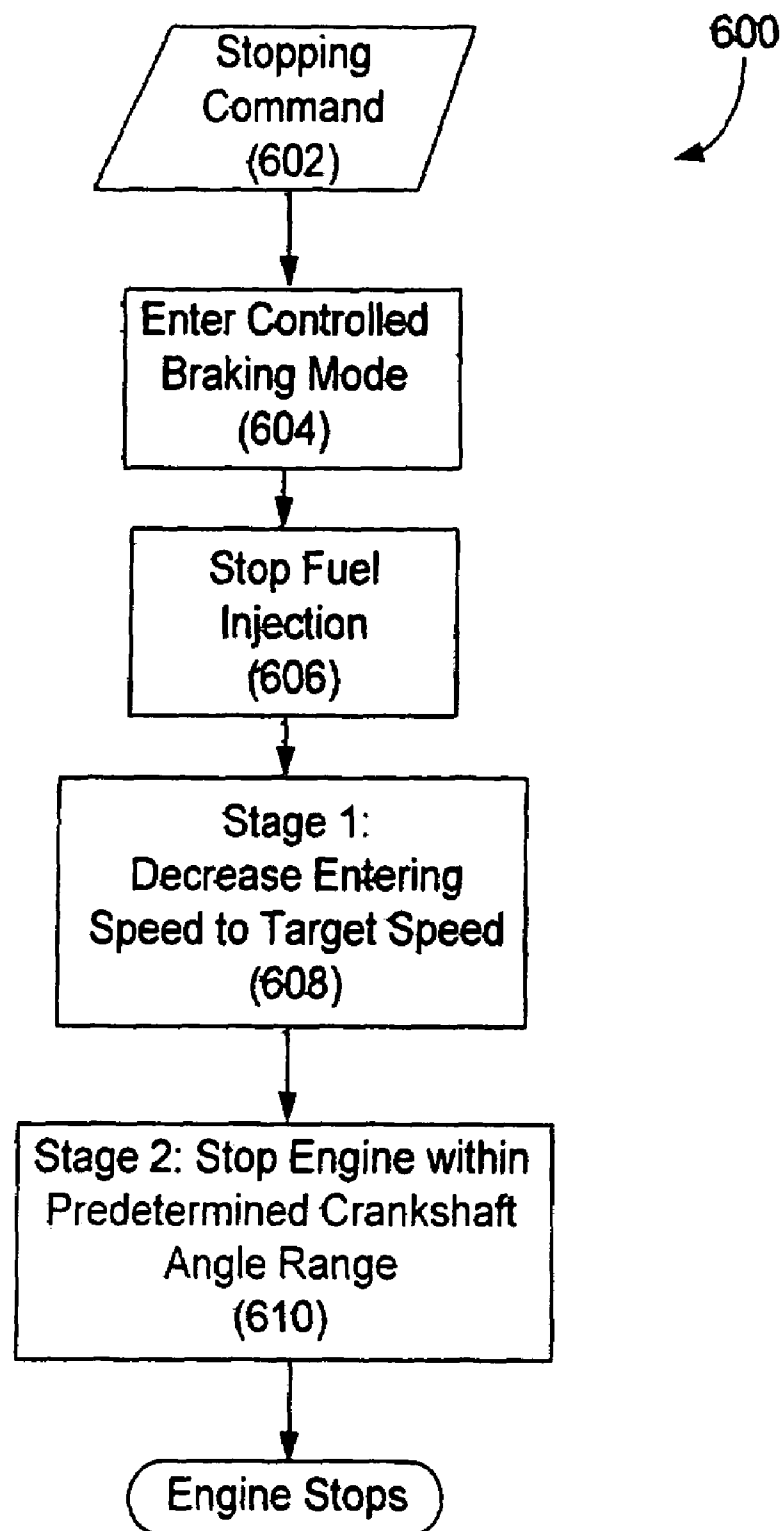 600
Stopping
Command
(602)
Enter Controlled
Braking Mode
(604)
Stop Fuel
Injection
(606)
Stage 1:
Decrease Entering
Speed to Target Speed
(608)
Stage 2: Stop Engine within
Predetermined Crankshaft
Angle Range
(610)
Engine Stops